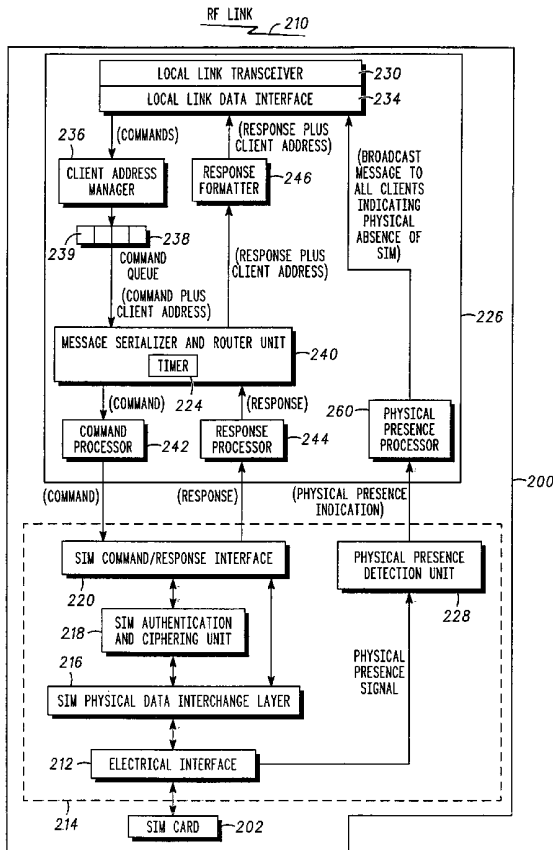 RF LINK
210
LOCAL LINK TRANSCEIVER
230
LOCAL LINK DATA INTERFACE
234
236
(COMMANDS)
(RESPONSE PLUS
CLIENT ADDRESS)
CLIENT ADDRESS
MANAGER
RESPONSE
FORMATTER
246
(BROADCAST
MESSAGE TO
ALL CLIENTS
INDICATING
PHYSICAL
ABSENCE OF
SIM)
239
238
COMMAND
QUEUE
(RESPONSE PLUS
CLIENT ADDRESS)
(COMMAND PLUS
CLIENT ADDRESS)
226
MESSAGE SERIALIZER AND ROUTER UNIT
240
TIMER
224
(COMMAND)
(RESPONSE)
260
COMMAND
PROCESSOR
242
RESPONSE
PROCESSOR
244
PHYSICAL
PRESENCE
PROCESSOR
200
(COMMAND)
(RESPONSE)
(PHYSICAL PRESENCE
INDICATION)
SIM COMMAND/RESPONSE INTERFACE
220
PHYSICAL PRESENCE
DETECTION UNIT
228
218
SIM AUTHENTICATION
AND CIPHERING UNIT
216
PHYSICAL
PRESENCE
SIGNAL
SIM PHYSICAL DATA INTERCHANGE LAYER
212
ELECTRICAL INTERFACE
214
SIM CARD
202